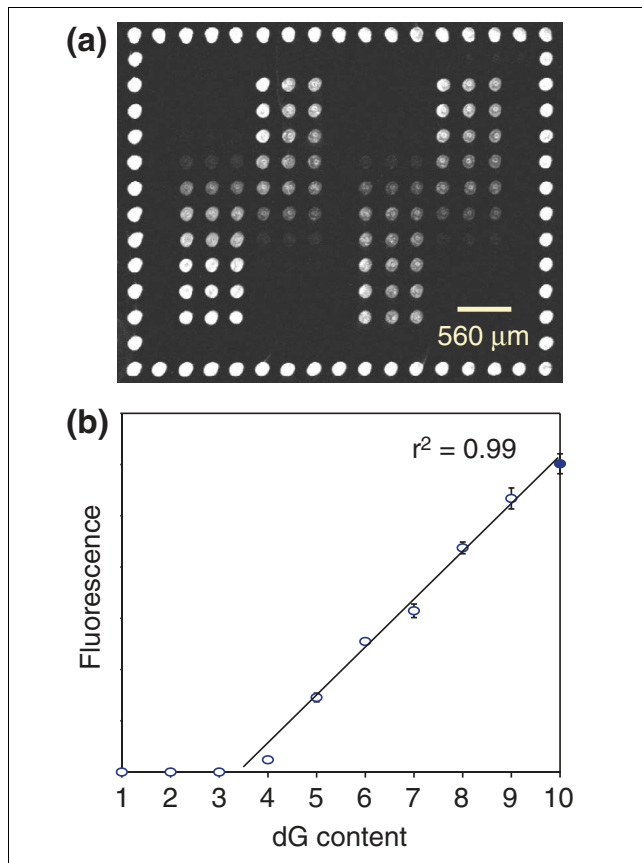 (a)
560 μm
(b)
r² = 0.99
Fluorescence
1 2 3 4 5 6 7 8 9 10
dG content